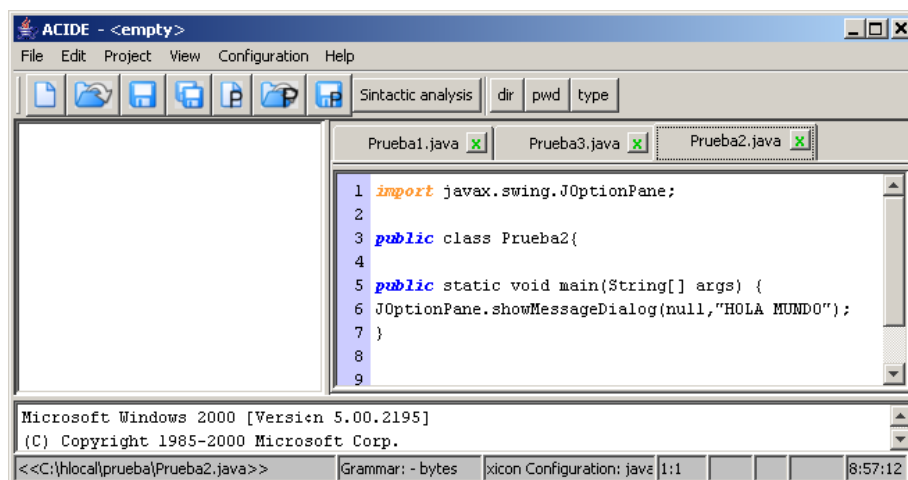 ACIDE - <empty>
File Edit Project View Configuration Help
P P P Sintactic analysis dir pwd type
Prueba1.java x Prueba3.java x Prueba2.java x
1 import javax.swing.JOptionPane;
2
3 public class Prueba2{
4
5 public static void main(String[] args) {
6 JOptionPane.showMessageDialog(null,"HOLA MUNDO");
7 }
8
9
Microsoft Windows 2000 [Versi¢n 5.00.2195]
(C) Copyright 1985-2000 Microsoft Corp.
<<C:\hlocal\prueba\Prueba2.java>> Grammar: - bytes xicon Configuration: java 1:1 8:57:12